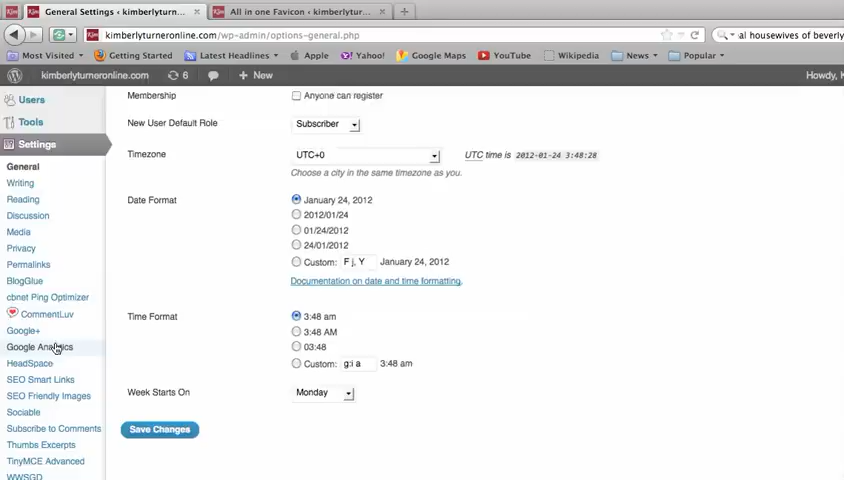 General Settings ‹ kimberlyturn...
All in one Favicon ‹ kimberlytur...
kimberlyturneronline.com/wp-admin/options-general.php
al housewives of beverly
Most Visited
Getting Started
Latest Headlines
Apple
Yahoo!
Google Maps
YouTube
Wikipedia
News
Popular
kimberlyturneronline.com
6
+ New
Howdy, K
Users
Tools
Settings
General
Writing
Reading
Discussion
Media
Privacy
Permalinks
BlogGlue
cbnet Ping Optimizer
CommentLuv
Google+
Google Analytics
HeadSpace
SEO Smart Links
SEO Friendly Images
Sociable
Subscribe to Comments
Thumbs Excerpts
TinyMCE Advanced
WWSGD
Membership
Anyone can register
New User Default Role
Subscriber
Timezone
UTC+0
UTC time is 2012-01-24 3:48:28
Choose a city in the same timezone as you.
Date Format
January 24, 2012
2012/01/24
01/24/2012
24/01/2012
Custom: F j, Y January 24, 2012
Documentation on date and time formatting.
Time Format
3:48 am
3:48 AM
03:48
Custom: g:i a 3:48 am
Week Starts On
Monday
Save Changes